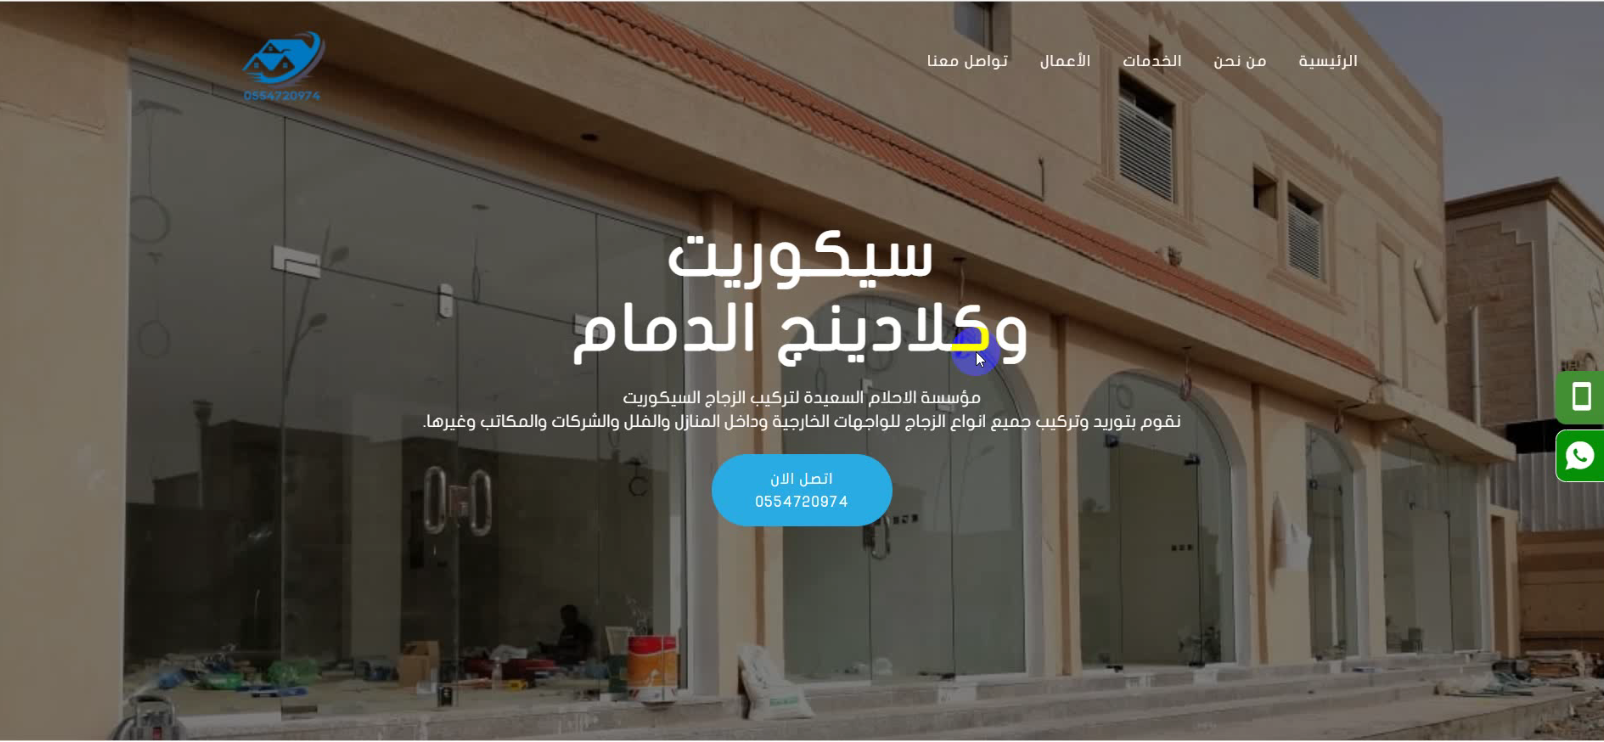 0554720974
الرئيسية
من نحن
الخدمات
الأعمال
تواصل معنا
سيكوريت
وكلادينج الدمام
مؤسسة الاحلام السعيدة لتركيب الزجاج السيكوريت
نقوم بتوريد وتركيب جميع انواع الزجاج للواجهات الخارجية وداخل المنازل والفلل والشركات والمكاتب وغيرها.
اتصل الان
0554720974